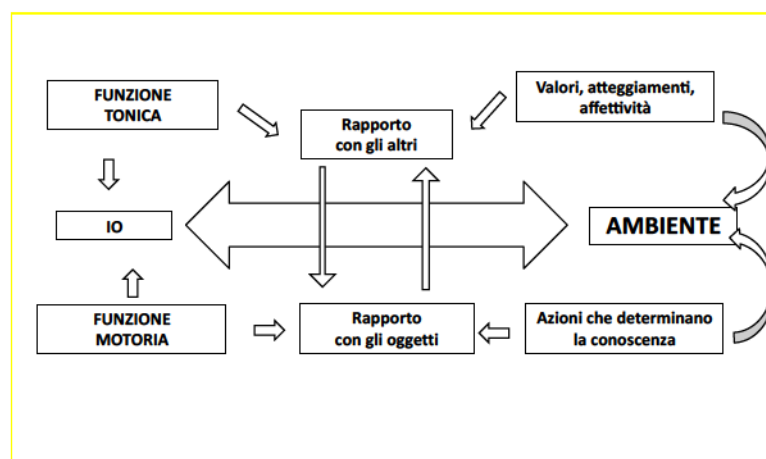 FUNZIONE
TONICA
Rapporto
con gli altri
Valori, atteggiamenti,
affettività
IO
AMBIENTE
FUNZIONE
MOTORIA
Rapporto
con gli oggetti
Azioni che determinano
la conoscenza